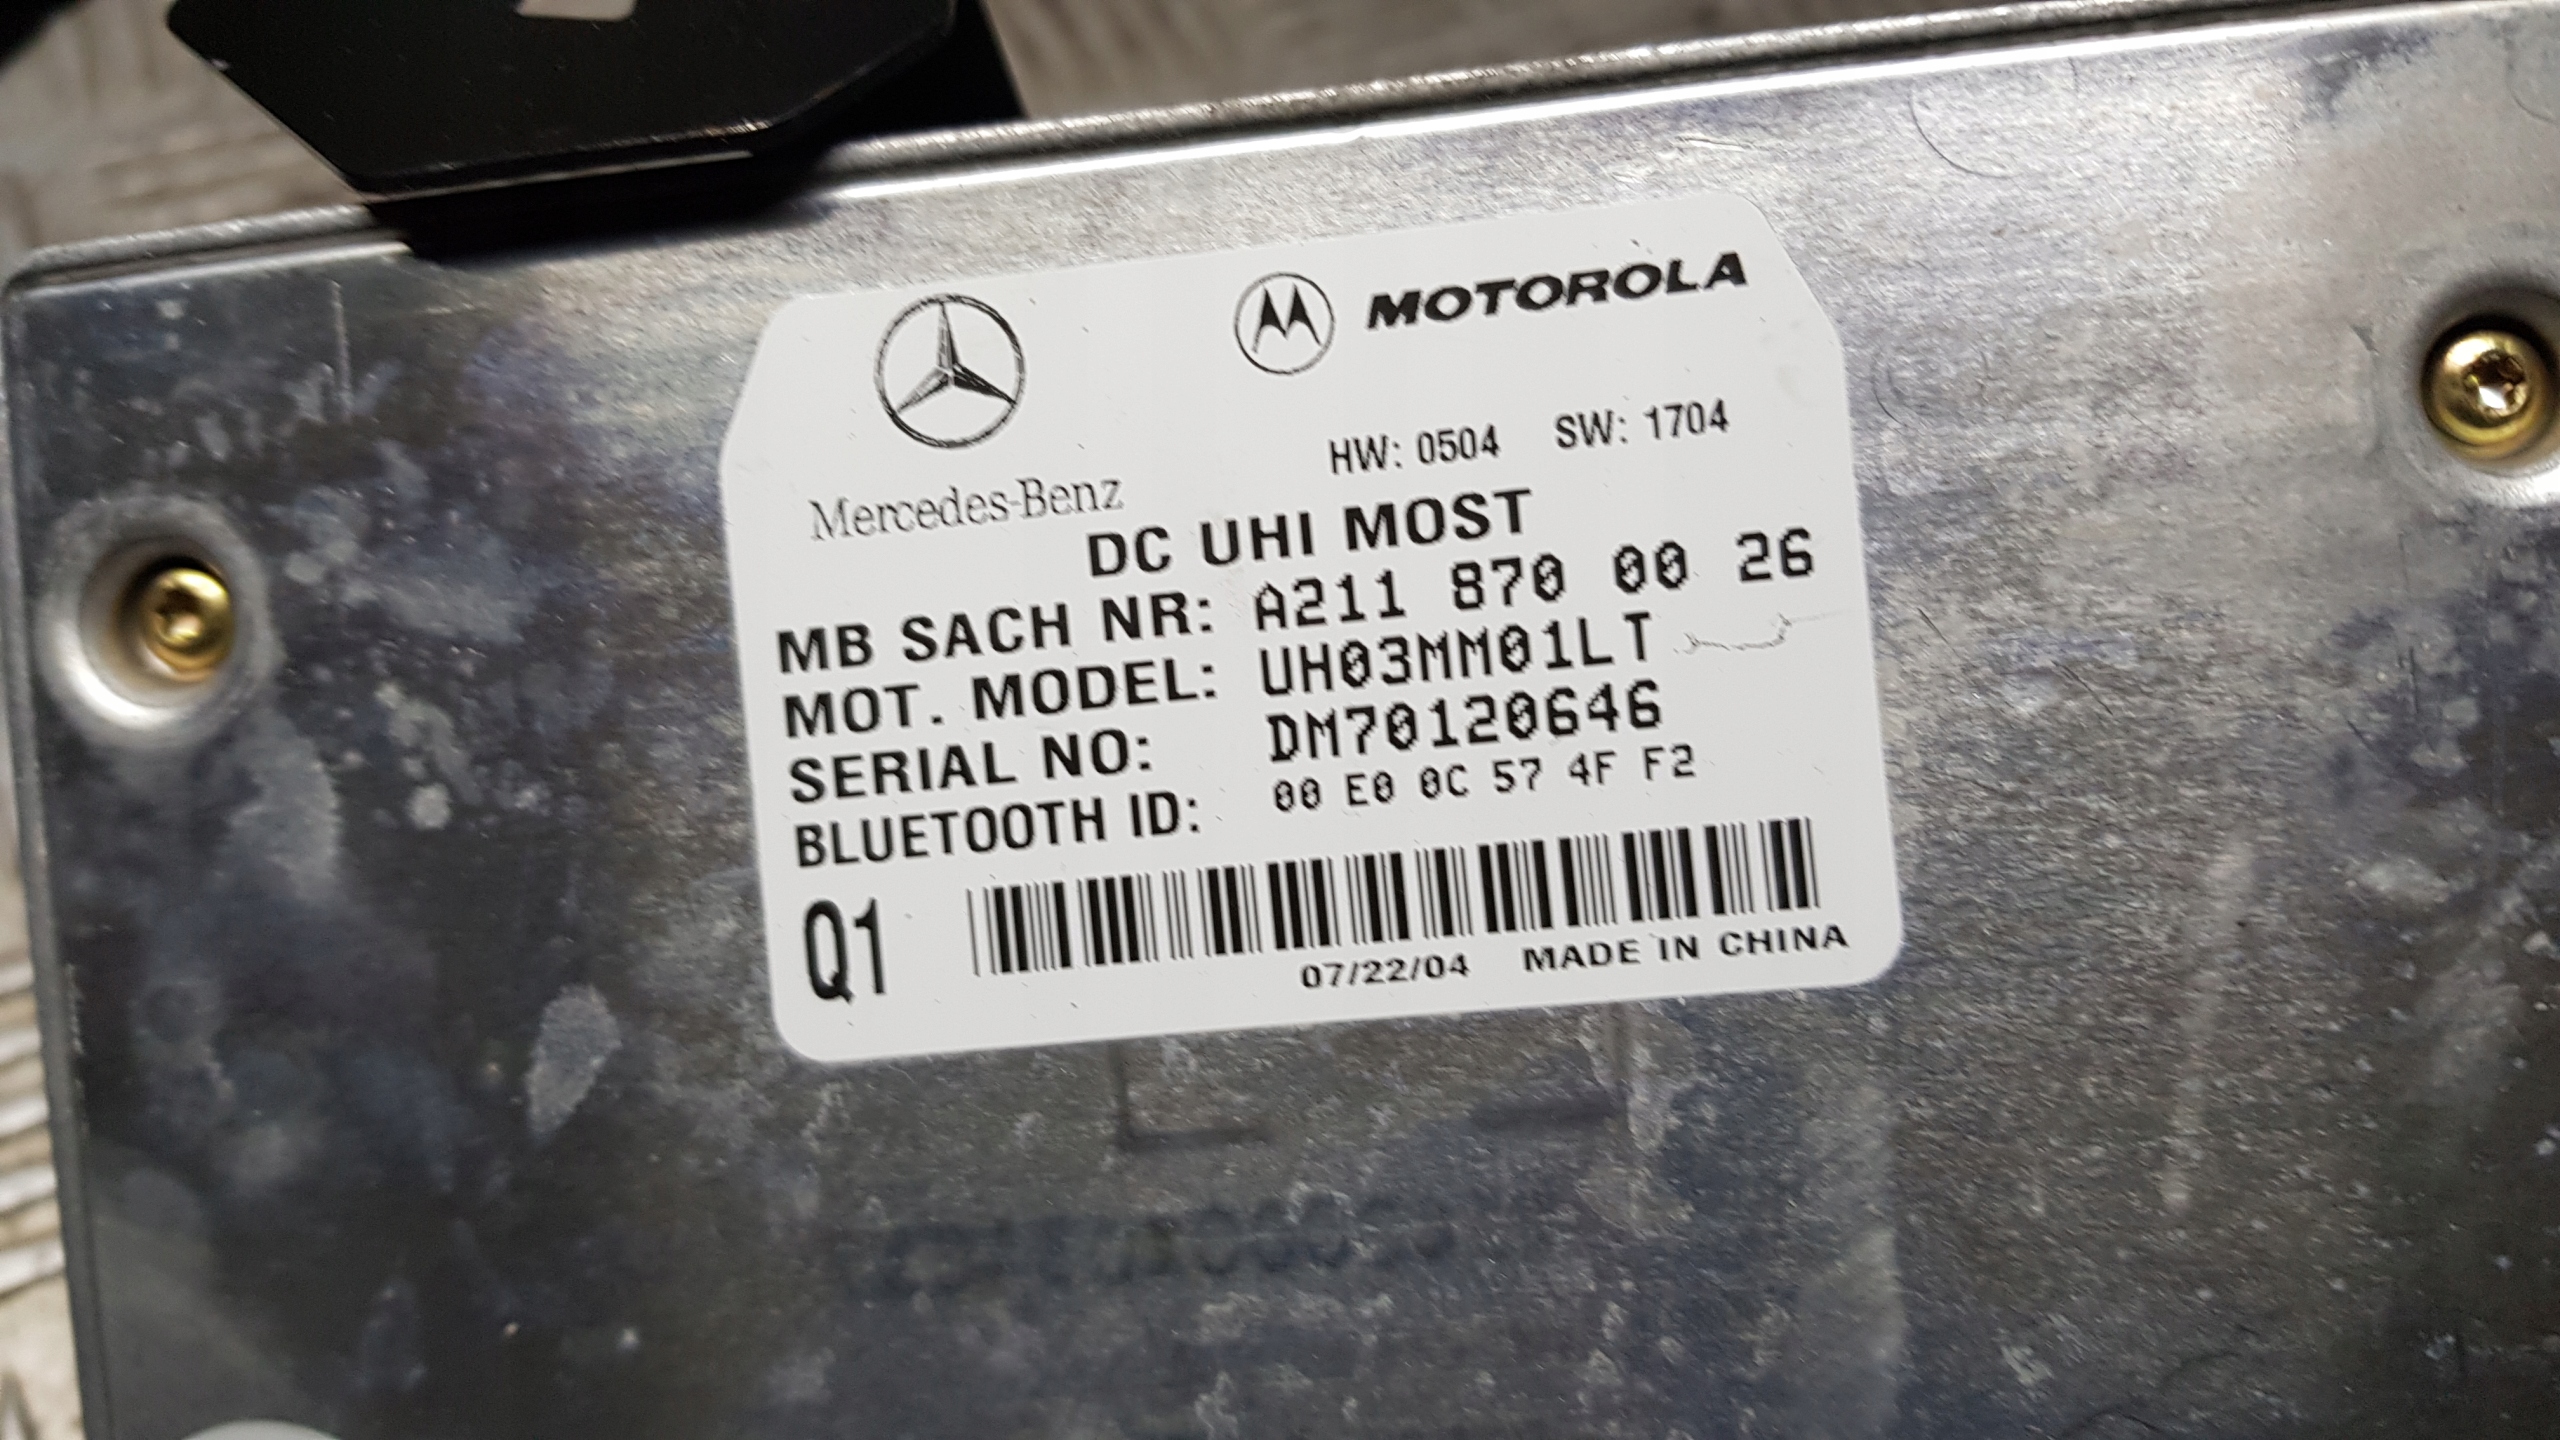 MOTOROLA
HW: 0504 SW: 1704
Mercedes-Benz
DC UHI MOST
MB SACH NR: A211 870 00 26
MOT. MODEL: UH03MM01LT
SERIAL NO: DM70120646
BLUETOOTH ID: 00 E0 0C 57 4F F2
Q1
07/22/04 MADE IN CHINA